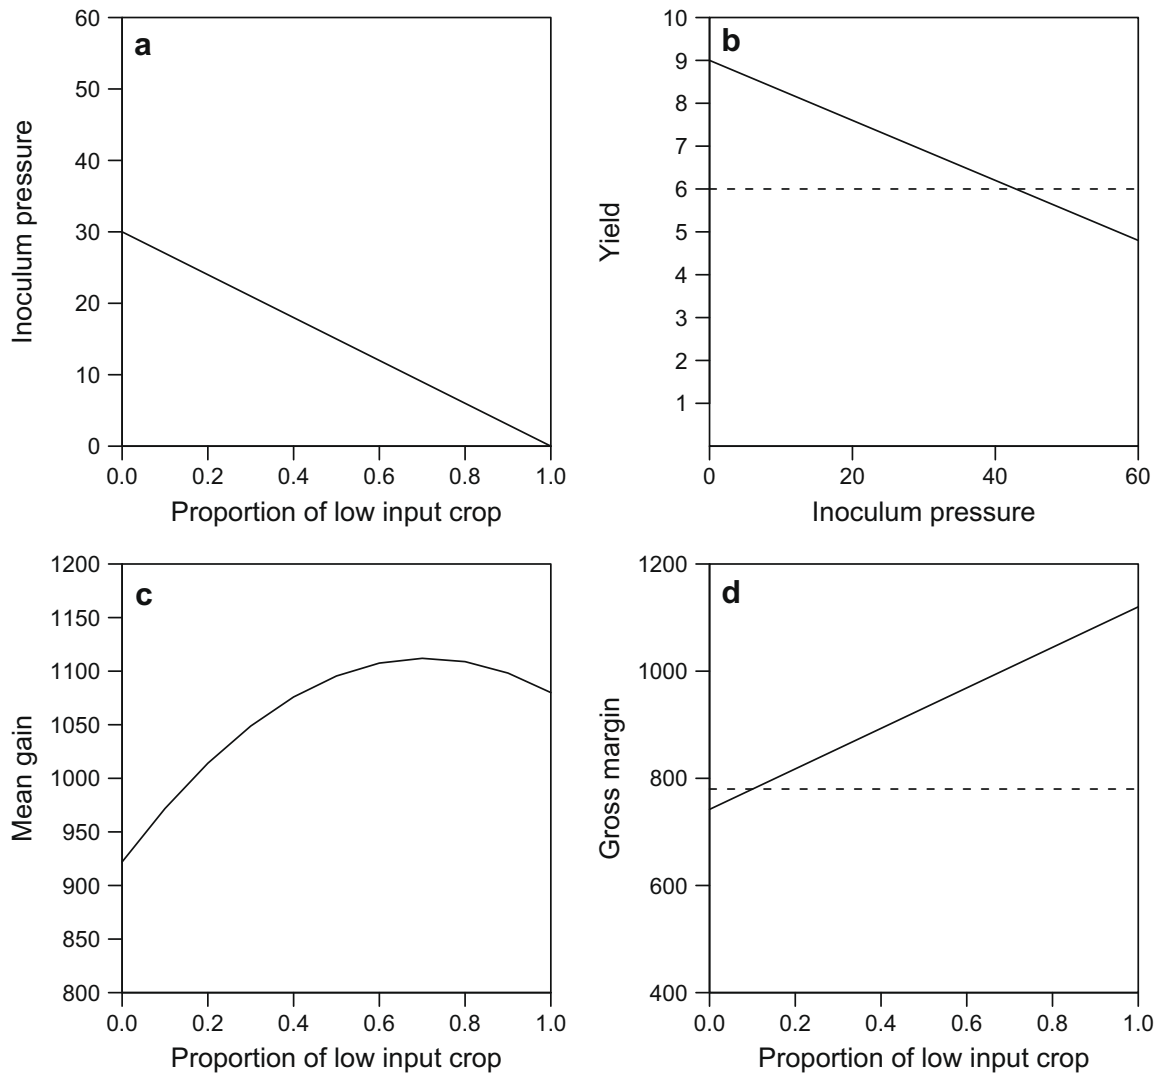 a
60
50
40
30
20
10
0
Inoculum pressure
0.0 0.2 0.4 0.6 0.8 1.0
Proportion of low input crop
b
10
9
8
7
6
5
4
3
2
1
Yield
0 20 40 60
Inoculum pressure
c
1200
1150
1100
1050
1000
950
900
850
800
Mean gain
0.0 0.2 0.4 0.6 0.8 1.0
Proportion of low input crop
d
1200
1000
800
600
400
Gross margin
0.0 0.2 0.4 0.6 0.8 1.0
Proportion of low input crop